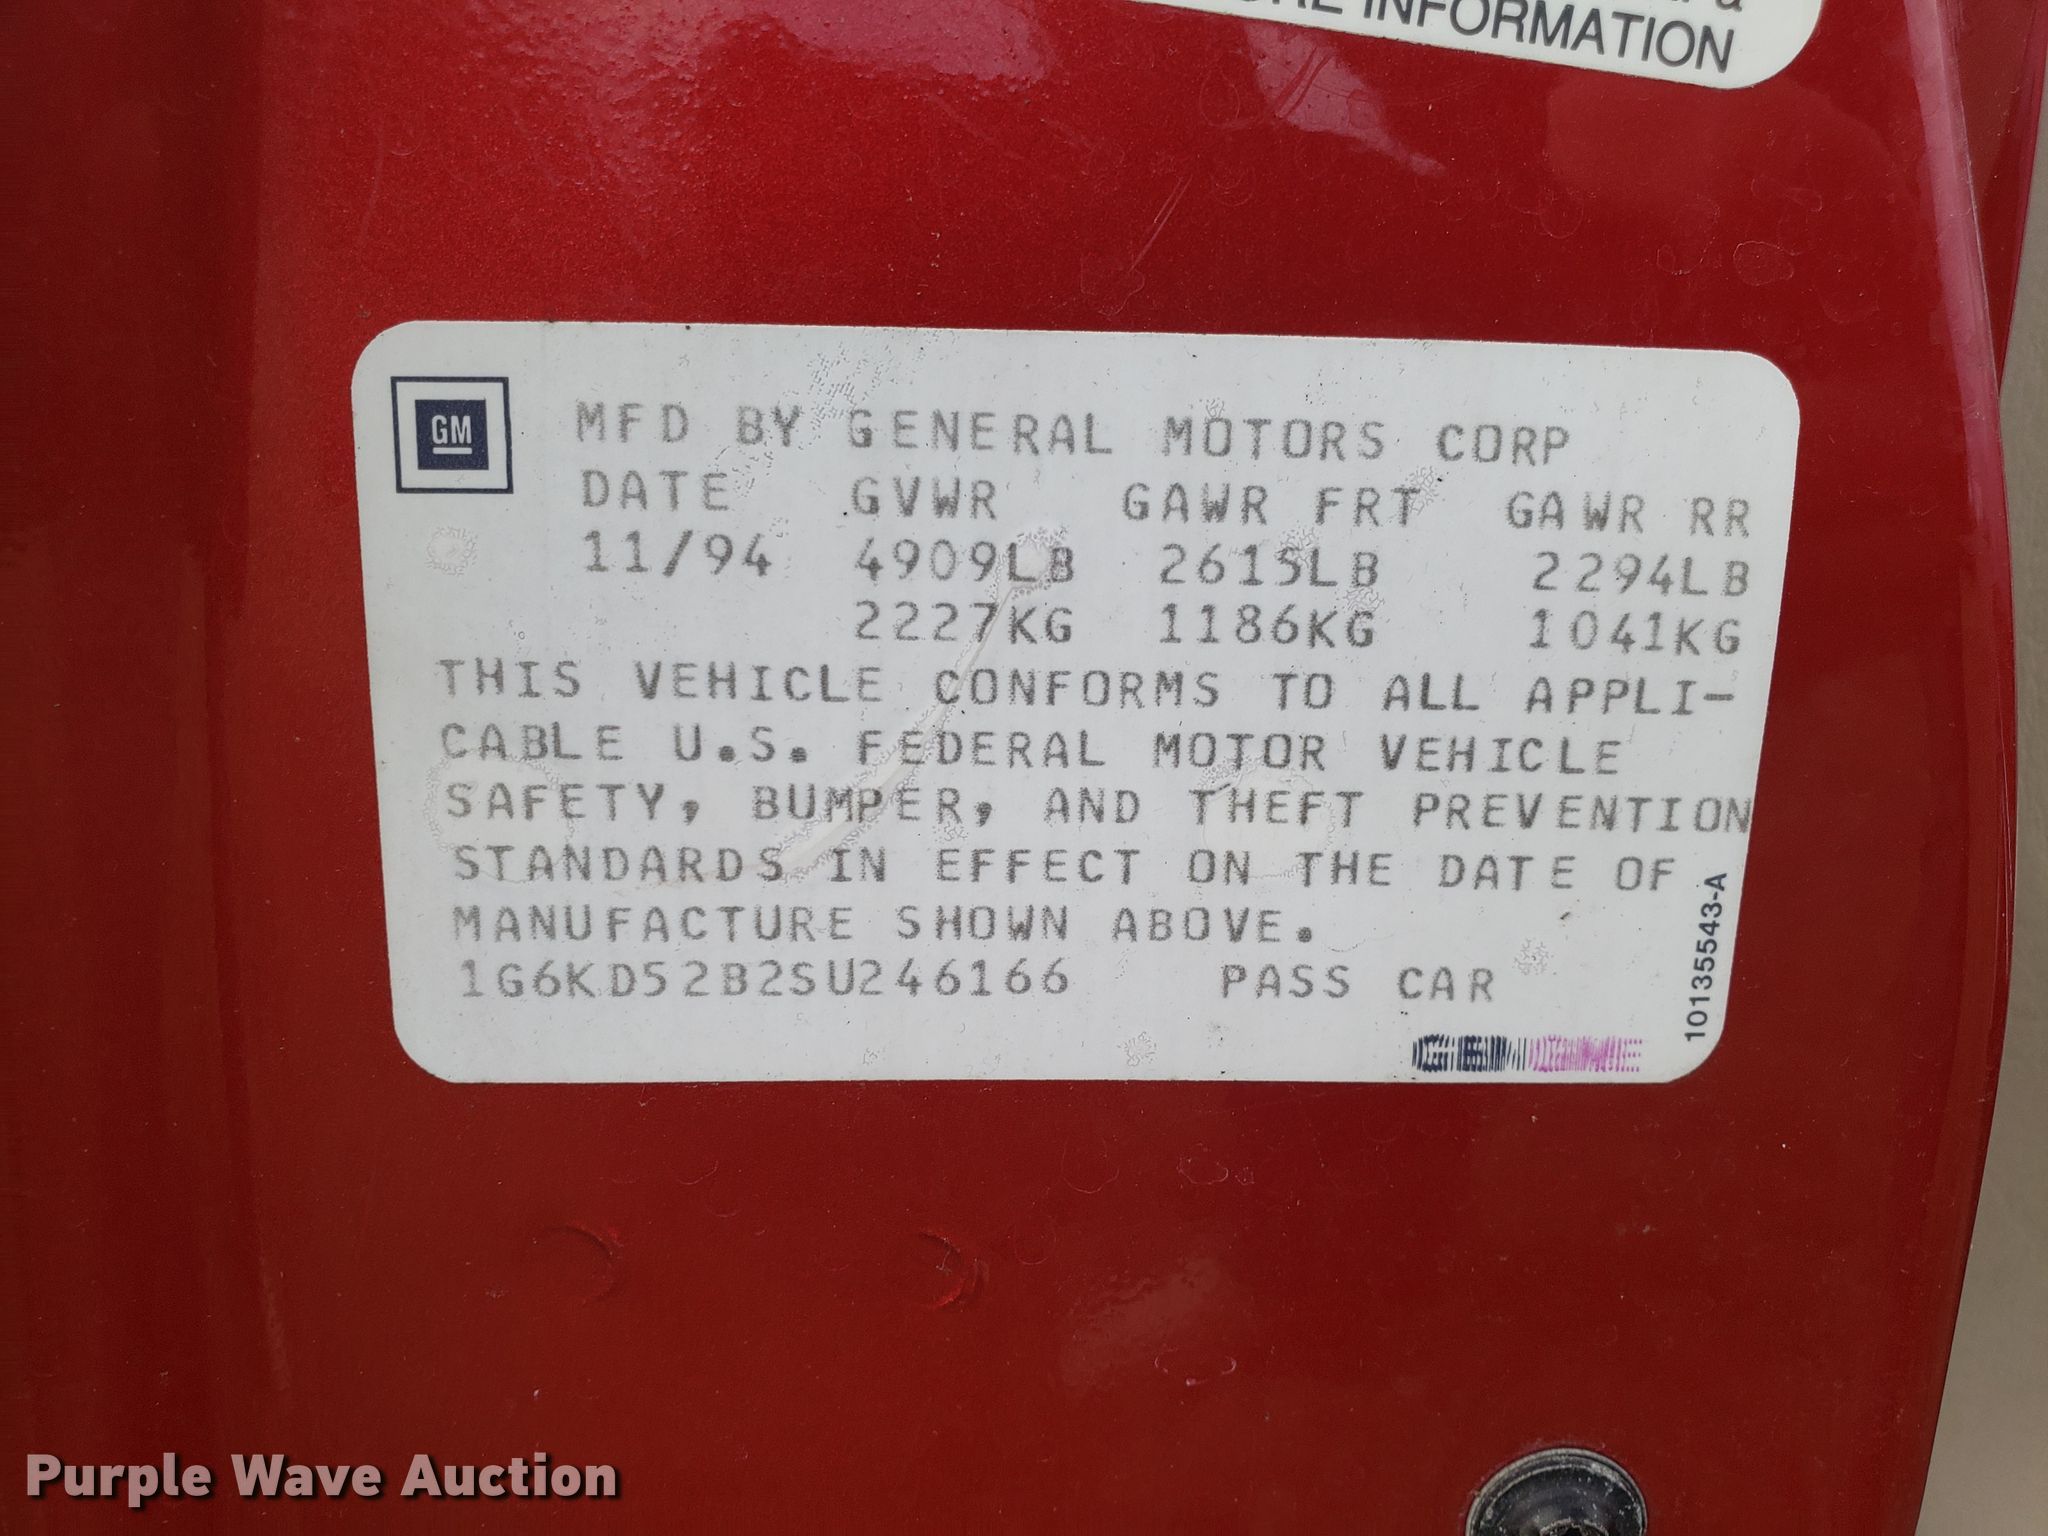 INFORMATION
GM
MFD BY GENERAL MOTORS CORP
DATE GVWR GAWR FRT GAWR RR
11/94 4909LB 2615LB 2294LB
2227KG 1186KG 1041KG
THIS VEHICLE CONFORMS TO ALL APPLI-
CABLE U.S. FEDERAL MOTOR VEHICLE
SAFETY, BUMPER, AND THEFT PREVENTION
STANDARDS IN EFFECT ON THE DATE OF
MANUFACTURE SHOWN ABOVE.
1G6KD52B2SU246166 PASS CAR
10135543-A
Purple Wave Auction